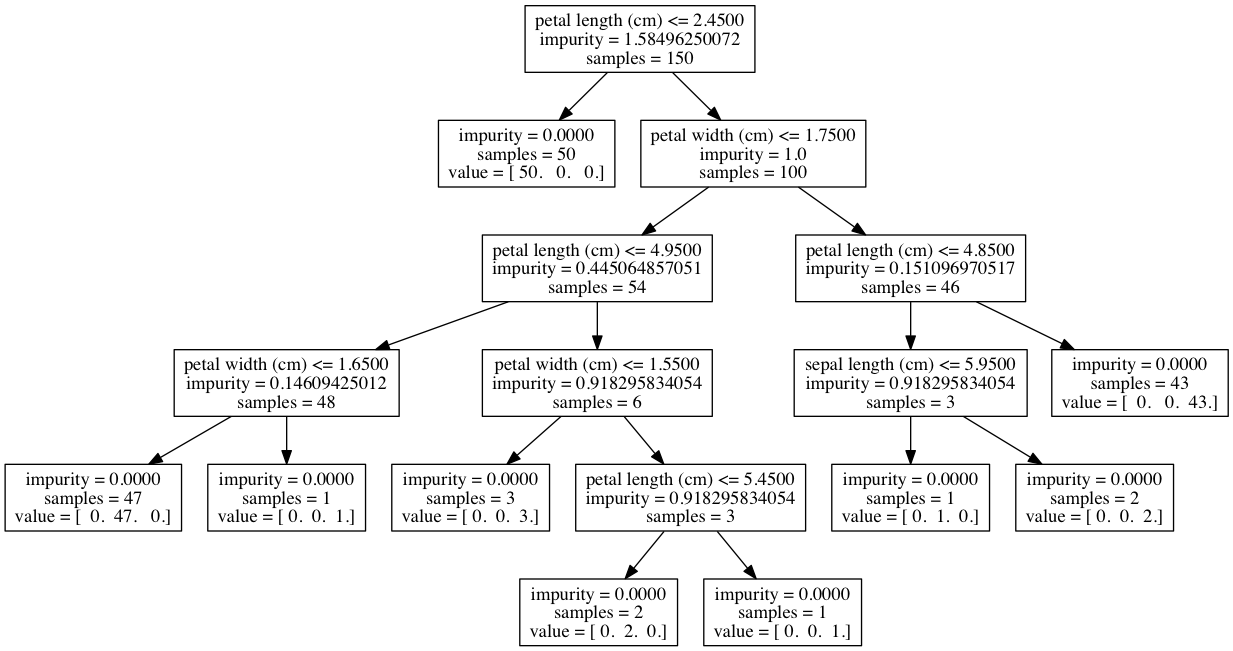 petal length (cm) <= 2.4500
impurity = 1.58496250072
samples = 150
impurity = 0.0000
samples = 50
value = [ 50.   0.   0.]
petal width (cm) <= 1.7500
impurity = 1.0
samples = 100
petal length (cm) <= 4.9500
impurity = 0.445064857051
samples = 54
petal length (cm) <= 4.8500
impurity = 0.151096970517
samples = 46
petal width (cm) <= 1.6500
impurity = 0.14609425012
samples = 48
petal width (cm) <= 1.5500
impurity = 0.918295834054
samples = 6
sepal length (cm) <= 5.9500
impurity = 0.918295834054
samples = 3
impurity = 0.0000
samples = 43
value = [  0.   0.  43.]
impurity = 0.0000
samples = 47
value = [  0.  47.   0.]
impurity = 0.0000
samples = 1
value = [ 0.  0.  1.]
impurity = 0.0000
samples = 3
value = [ 0.  0.  3.]
petal length (cm) <= 5.4500
impurity = 0.918295834054
samples = 3
impurity = 0.0000
samples = 1
value = [ 0.  1.  0.]
impurity = 0.0000
samples = 2
value = [ 0.  0.  2.]
impurity = 0.0000
samples = 2
value = [ 0.  2.  0.]
impurity = 0.0000
samples = 1
value = [ 0.  0.  1.]